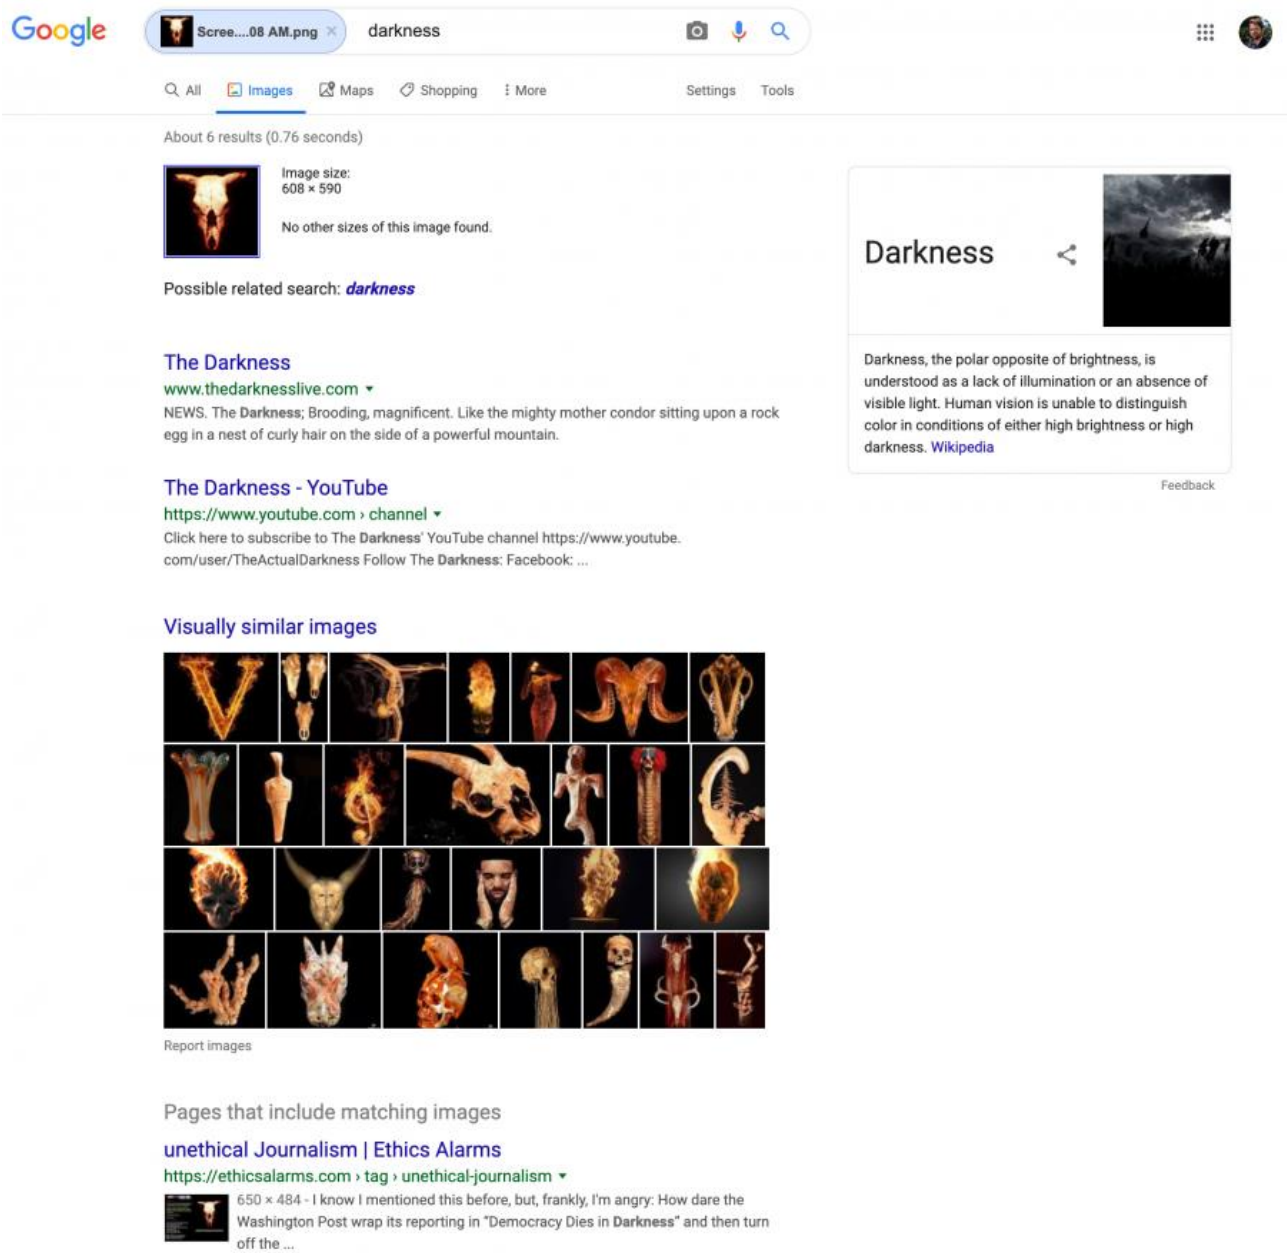 Google
Scree....08 AM.png × darkness
All Images Maps Shopping More Settings Tools
About 6 results (0.76 seconds)
Image size:
608 × 590
No other sizes of this image found.
Possible related search: darkness
The Darkness
www.thedarknesslive.com
NEWS. The Darkness; Brooding, magnificent. Like the mighty mother condor sitting upon a rock
egg in a nest of curly hair on the side of a powerful mountain.
The Darkness - YouTube
https://www.youtube.com › channel
Click here to subscribe to The Darkness' YouTube channel https://www.youtube.
com/user/TheActualDarkness Follow The Darkness: Facebook: ...
Visually similar images
Report images
Pages that include matching images
unethical Journalism | Ethics Alarms
https://ethicsalarms.com › tag › unethical-journalism
650 × 484 - I know I mentioned this before, but, frankly, I'm angry: How dare the
Washington Post wrap its reporting in "Democracy Dies in Darkness" and then turn
off the ...
Darkness
Darkness, the polar opposite of brightness, is
understood as a lack of illumination or an absence of
visible light. Human vision is unable to distinguish
color in conditions of either high brightness or high
darkness. Wikipedia
Feedback